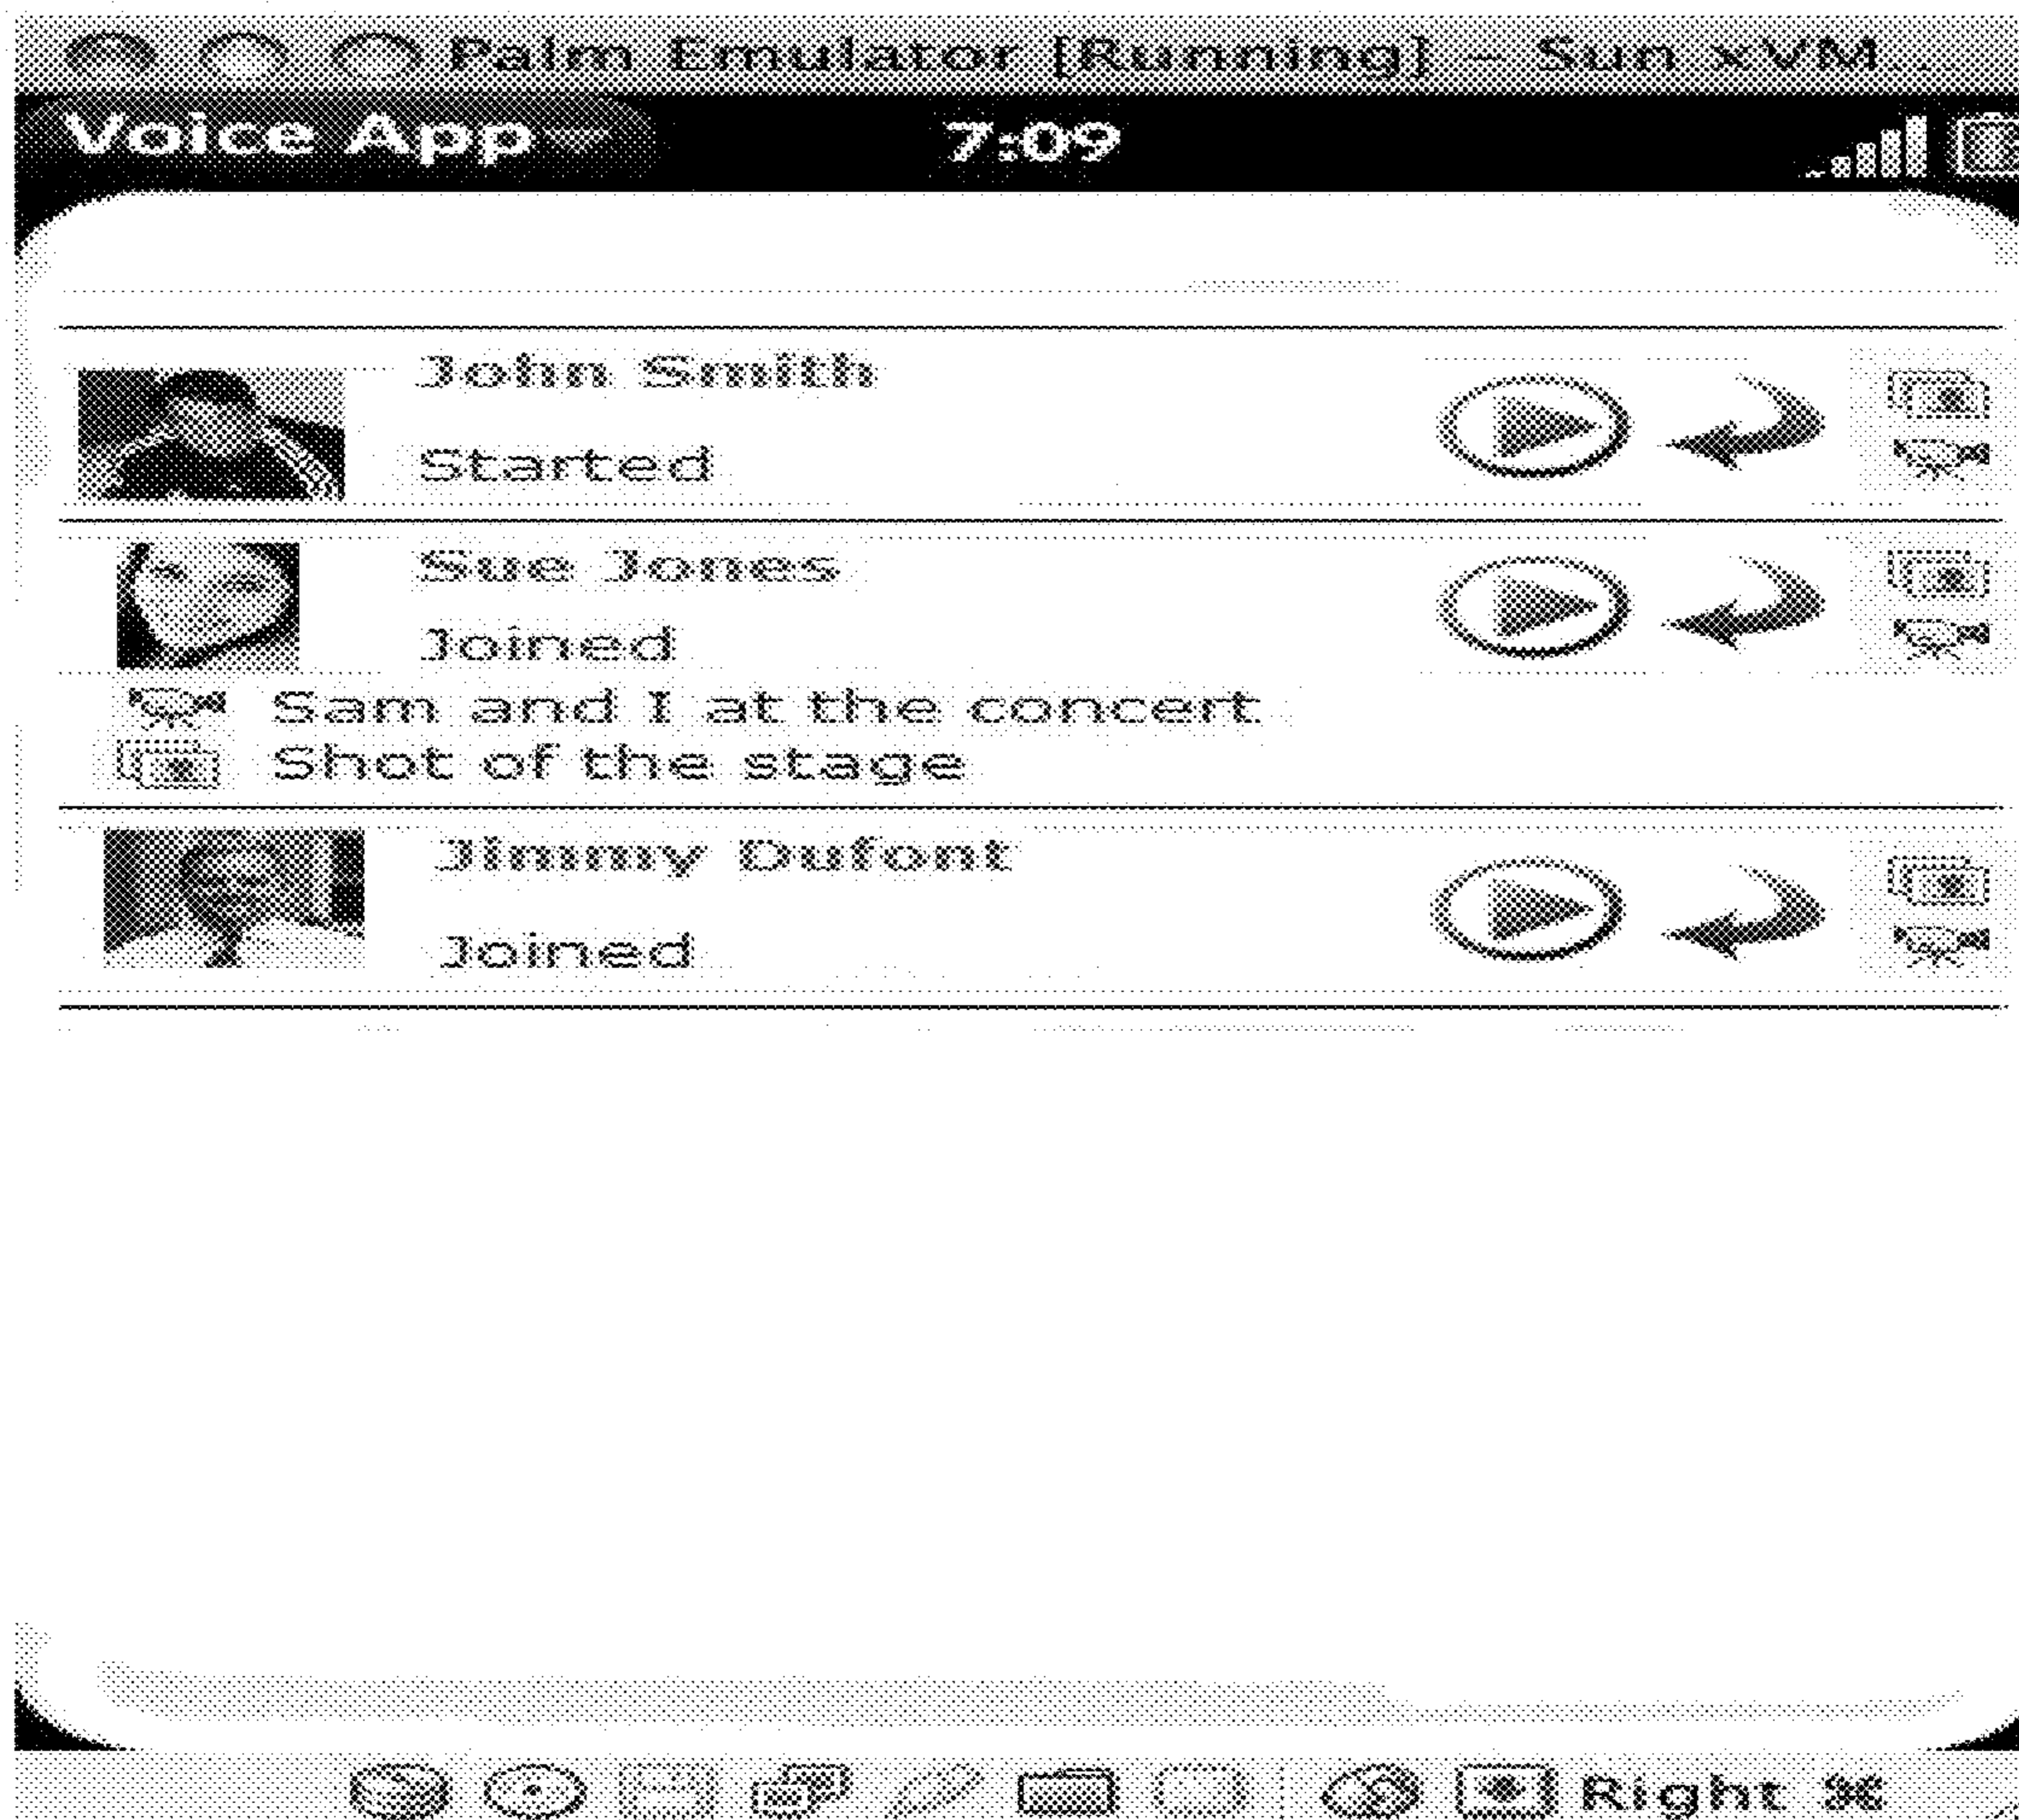 Palm Emulator [Running] – Sun xVM...
Voice App 7:09
John Smith
Started
Sue Jones
Joined
Sam and I at the concert
Shot of the stage
Jimmy Dufont
Joined
Right ⌘